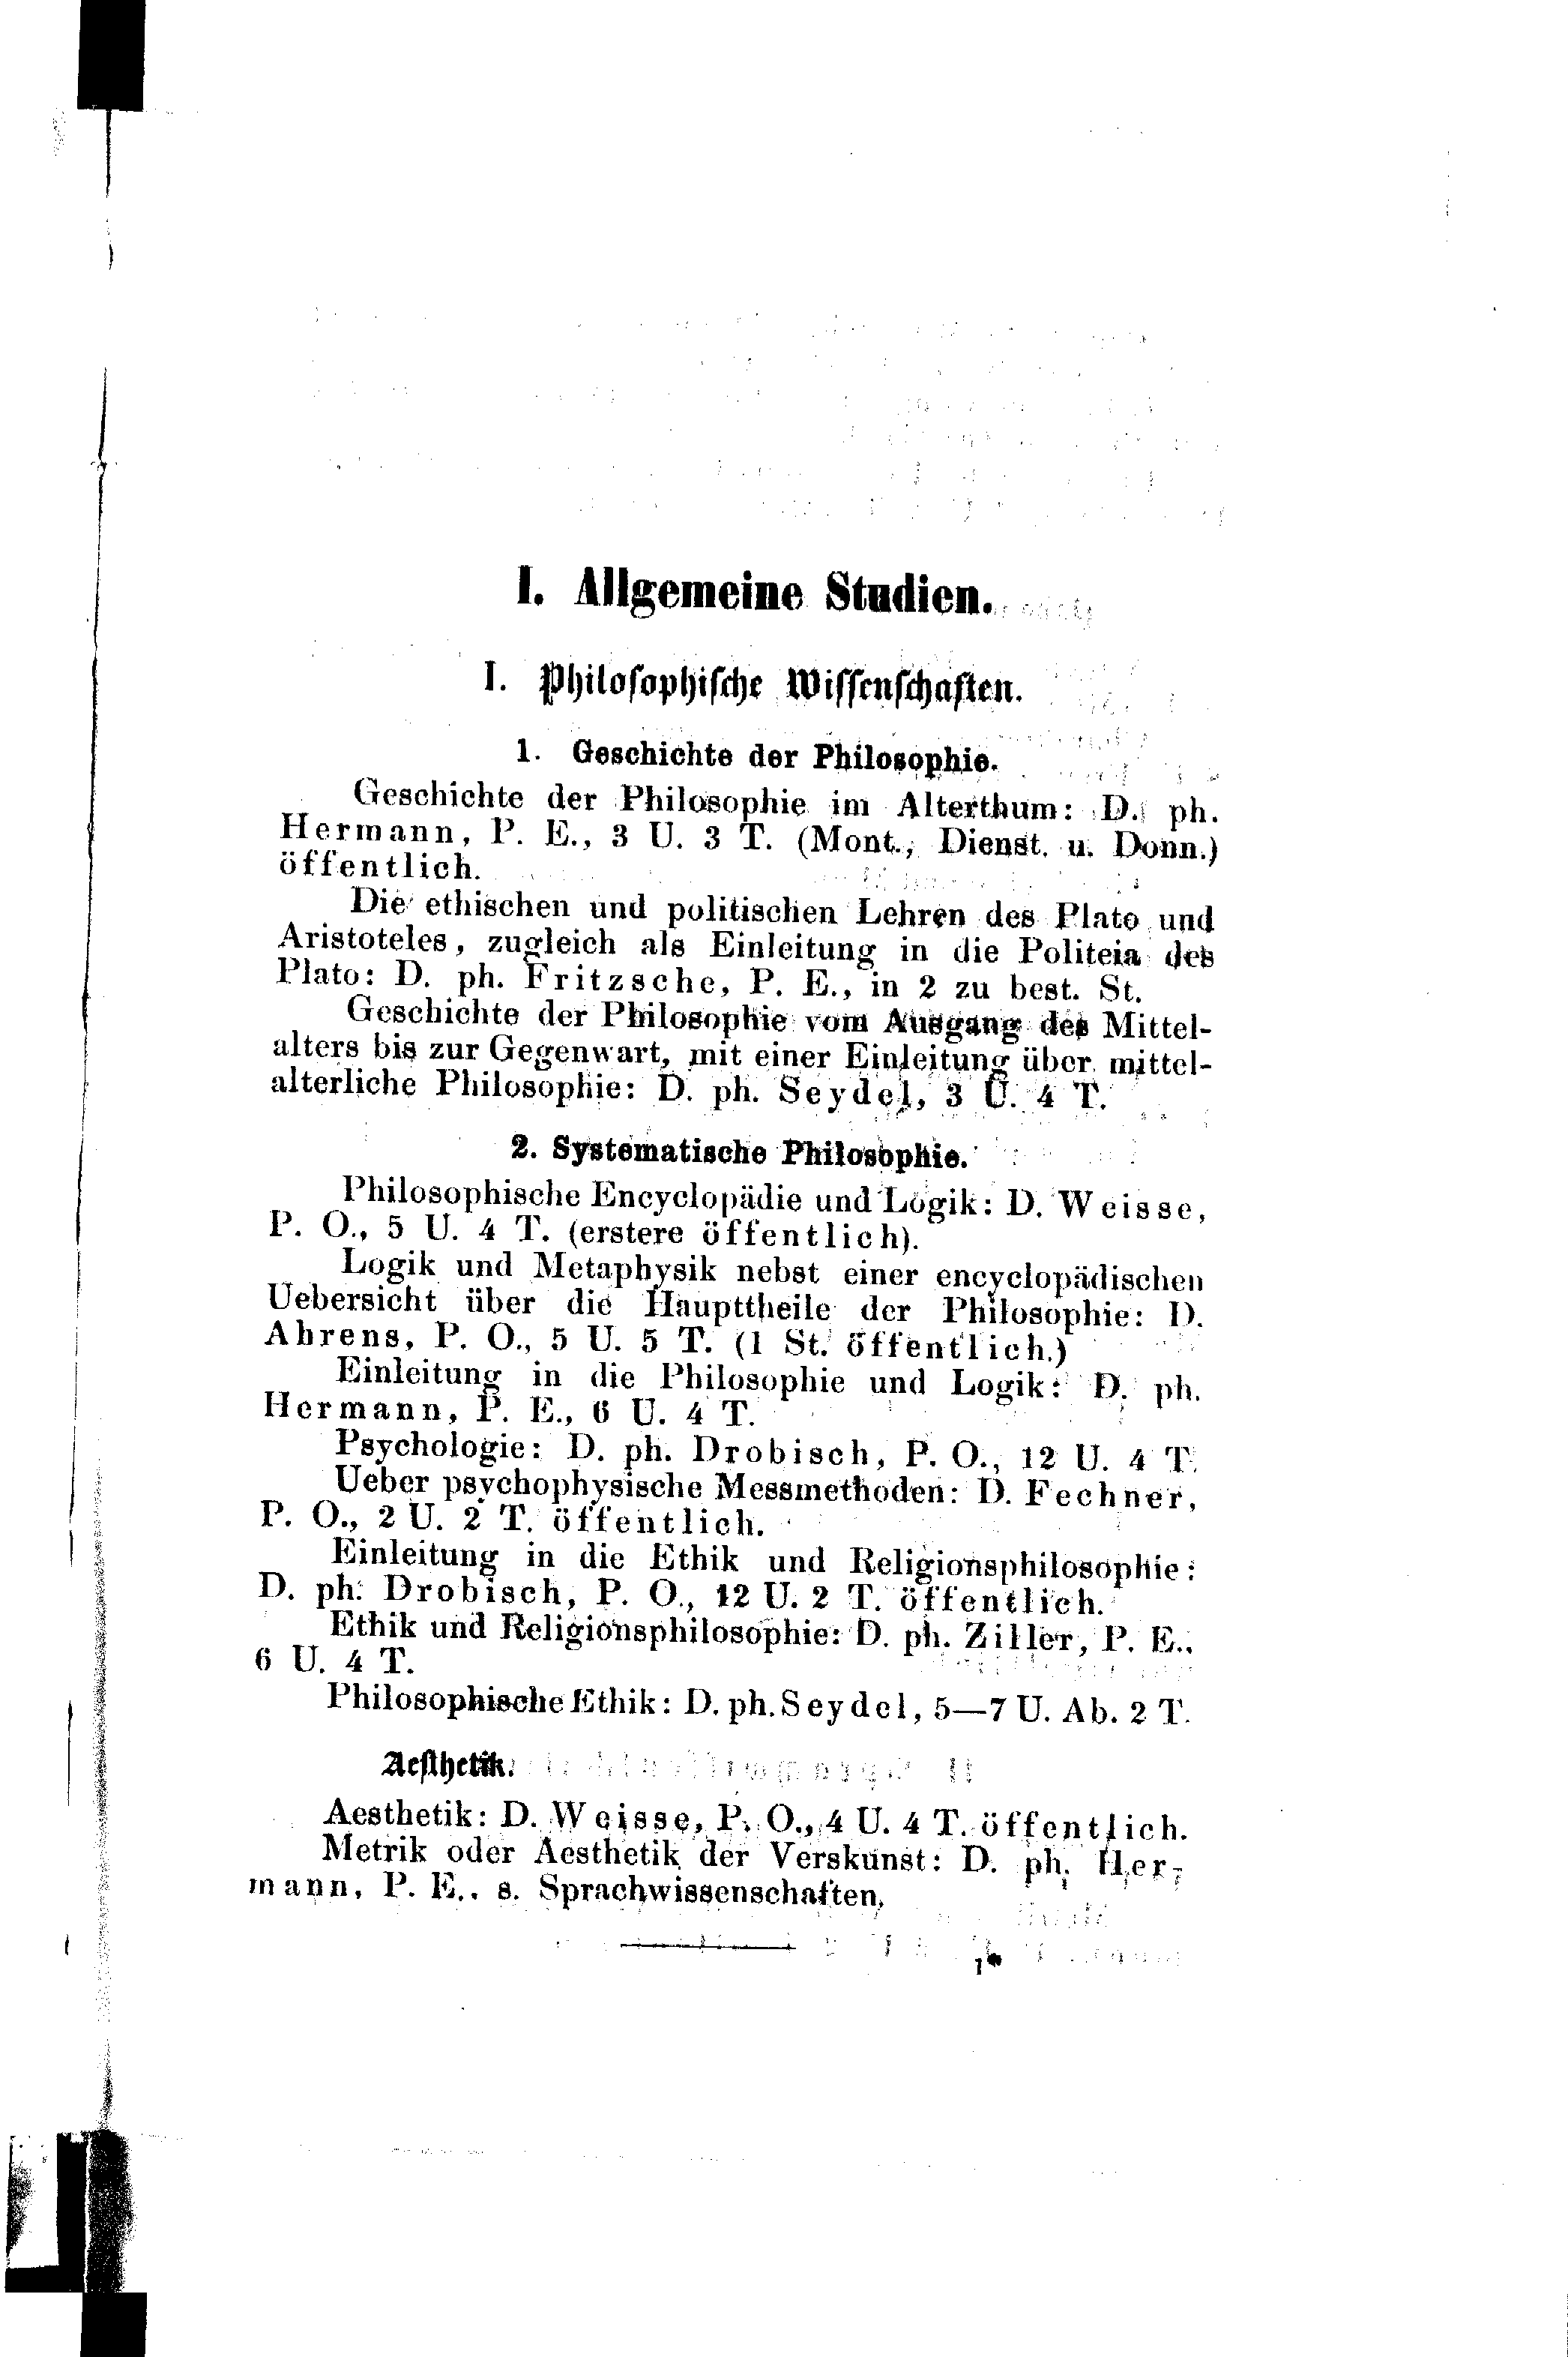 I. Allgemeine Studien.
I. Philosophische Wissenschaften.
1. Geschichte der Philosophie.
Geschichte der Philosophie im Alterthum: D. ph.
Hermann, P. E., 3 U. 3 T. (Mont., Dienst. u. Donn.)
öffentlich.
Die ethischen und politischen Lehren des Plato und
Aristoteles, zugleich als Einleitung in die Politeia des
Plato: D. ph. Fritzsche, P. E., in 2 zu best. St.
Geschichte der Philosophie vom Ausgang des Mittel-
alters bis zur Gegenwart, mit einer Einleitung über mittel-
alterliche Philosophie: D. ph. Seydel, 3 U. 4 T.
2. Systematische Philosophie.
Philosophische Encyclopädie und Logik: D. Weisse,
P. O., 5 U. 4 T. (erstere öffentlich).
Logik und Metaphysik nebst einer encyclopädischen
Uebersicht über die Haupttheile der Philosophie: D.
Ahrens, P. O., 5 U. 5 T. (1 St. öffentlich.)
Einleitung in die Philosophie und Logik: D. ph.
Hermann, P. E., 6 U. 4 T.
Psychologie: D. ph. Drobisch, P. O., 12 U. 4 T.
Ueber psychophysische Messmethoden: D. Fechner,
P. O., 2 U. 2 T. öffentlich.
Einleitung in die Ethik und Religionsphilosophie:
D. ph. Drobisch, P. O., 12 U. 2 T. öffentlich.
Ethik und Religionsphilosophie: D. ph. Ziller, P. E.,
6 U. 4 T.
Philosophische Ethik: D. ph. Seydel, 5—7 U. Ab. 2 T.
Aesthetik.
Aesthetik: D. Weisse, P. O., 4 U. 4 T. öffentlich.
Metrik oder Aesthetik der Verskunst: D. ph. Her-
mann, P. E., s. Sprachwissenschaften.
1*